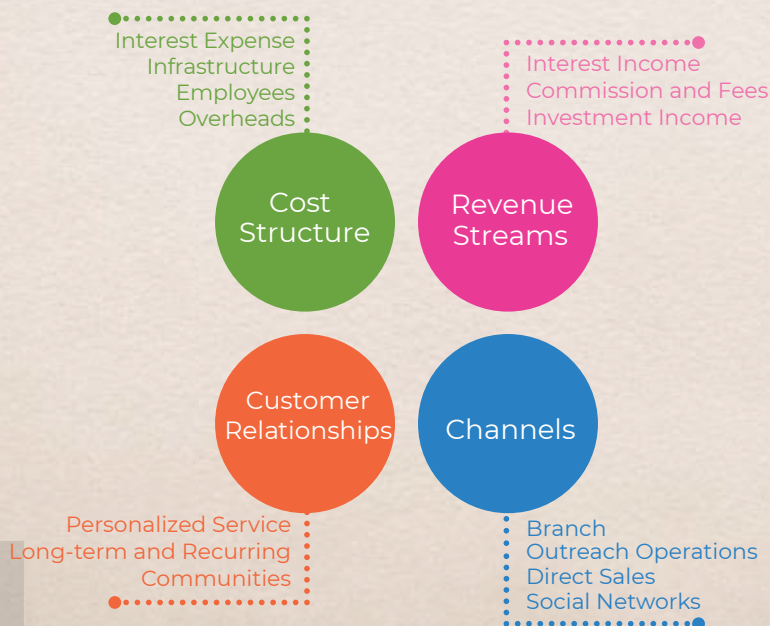 Interest Expense
Infrastructure
Employees
Overheads
Interest Income
Commission and Fees
Investment Income
Cost
Structure
Revenue
Streams
Customer
Relationships
Channels
Personalized Service
Long-term and Recurring
Communities
Branch
Outreach Operations
Direct Sales
Social Networks